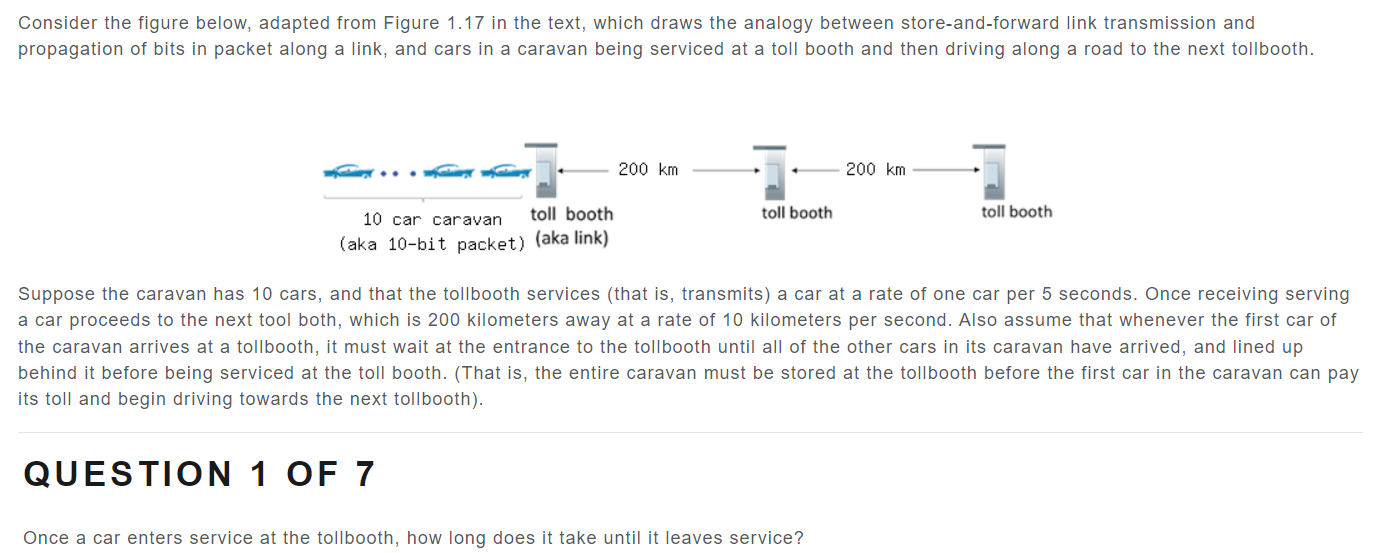 Consider the figure below, adapted from Figure 1.17 in the text, which draws the analogy between store-and-forward link transmission and
propagation of bits in packet along a link, and cars in a caravan being serviced at a toll booth and then driving along a road to the next tollbooth.
200 km
200 km
10 car caravan
(aka 10-bit packet)
toll booth
(aka link)
toll booth
toll booth
Suppose the caravan has 10 cars, and that the tollbooth services (that is, transmits) a car at a rate of one car per 5 seconds. Once receiving serving
a car proceeds to the next tool both, which is 200 kilometers away at a rate of 10 kilometers per second. Also assume that whenever the first car of
the caravan arrives at a tollbooth, it must wait at the entrance to the tollbooth until all of the other cars in its caravan have arrived, and lined up
behind it before being serviced at the toll booth. (That is, the entire caravan must be stored at the tollbooth before the first car in the caravan can pay
its toll and begin driving towards the next tollbooth).
QUESTION 1 OF 7
Once a car enters service at the tollbooth, how long does it take until it leaves service?